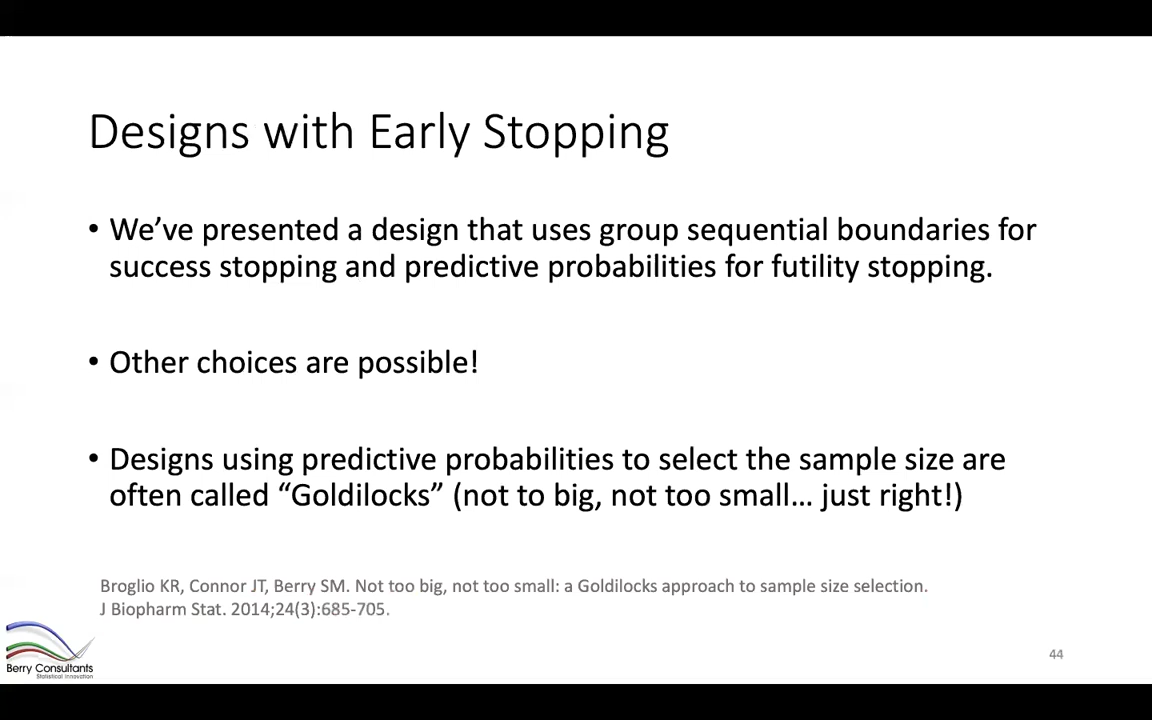 Designs with Early Stopping
• We’ve presented a design that uses group sequential boundaries for
success stopping and predictive probabilities for futility stopping.
• Other choices are possible!
• Designs using predictive probabilities to select the sample size are
often called “Goldilocks” (not to big, not too small… just right!)
Broglio KR, Connor JT, Berry SM. Not too big, not too small: a Goldilocks approach to sample size selection.
J Biopharm Stat. 2014;24(3):685-705.
Berry Consultants
Statistical Innovation
44